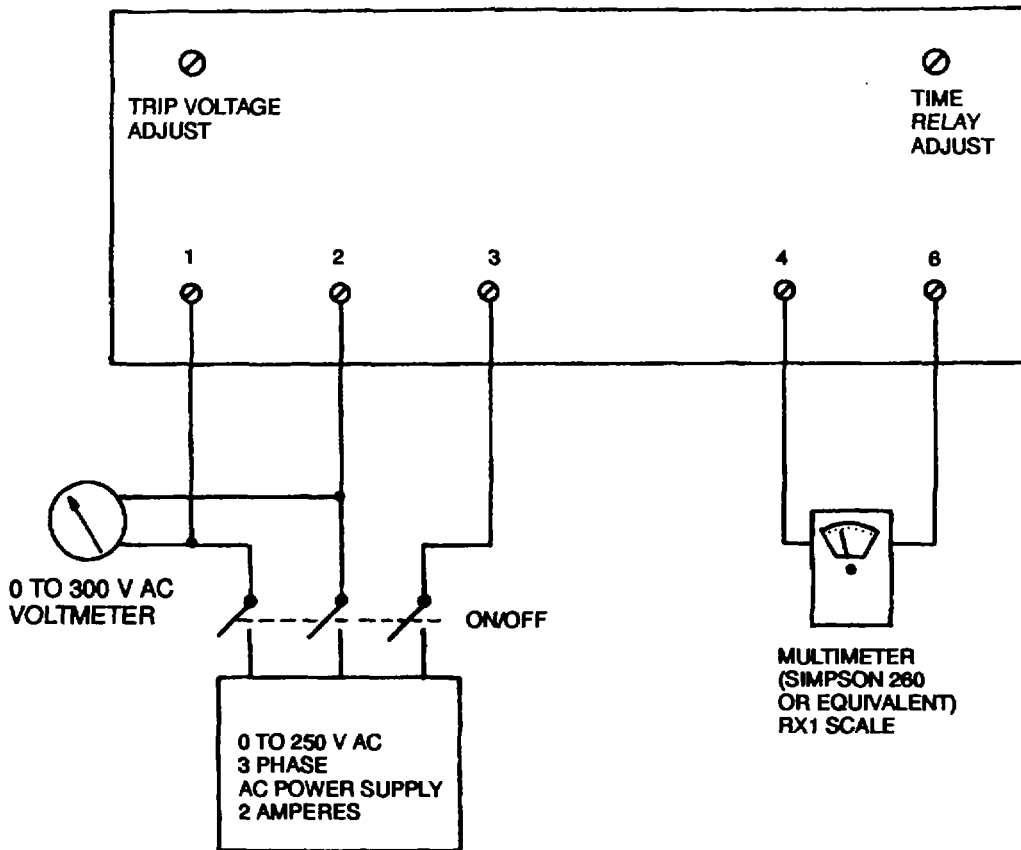 TRIP VOLTAGE
ADJUST
TIME
RELAY
ADJUST
1
2
3
4
6
0 TO 300 V AC
VOLTMETER
ON/OFF
0 TO 250 V AC
3 PHASE
AC POWER SUPPLY
2 AMPERES
MULTIMETER
(SIMPSON 260
OR EQUIVALENT)
RX1 SCALE